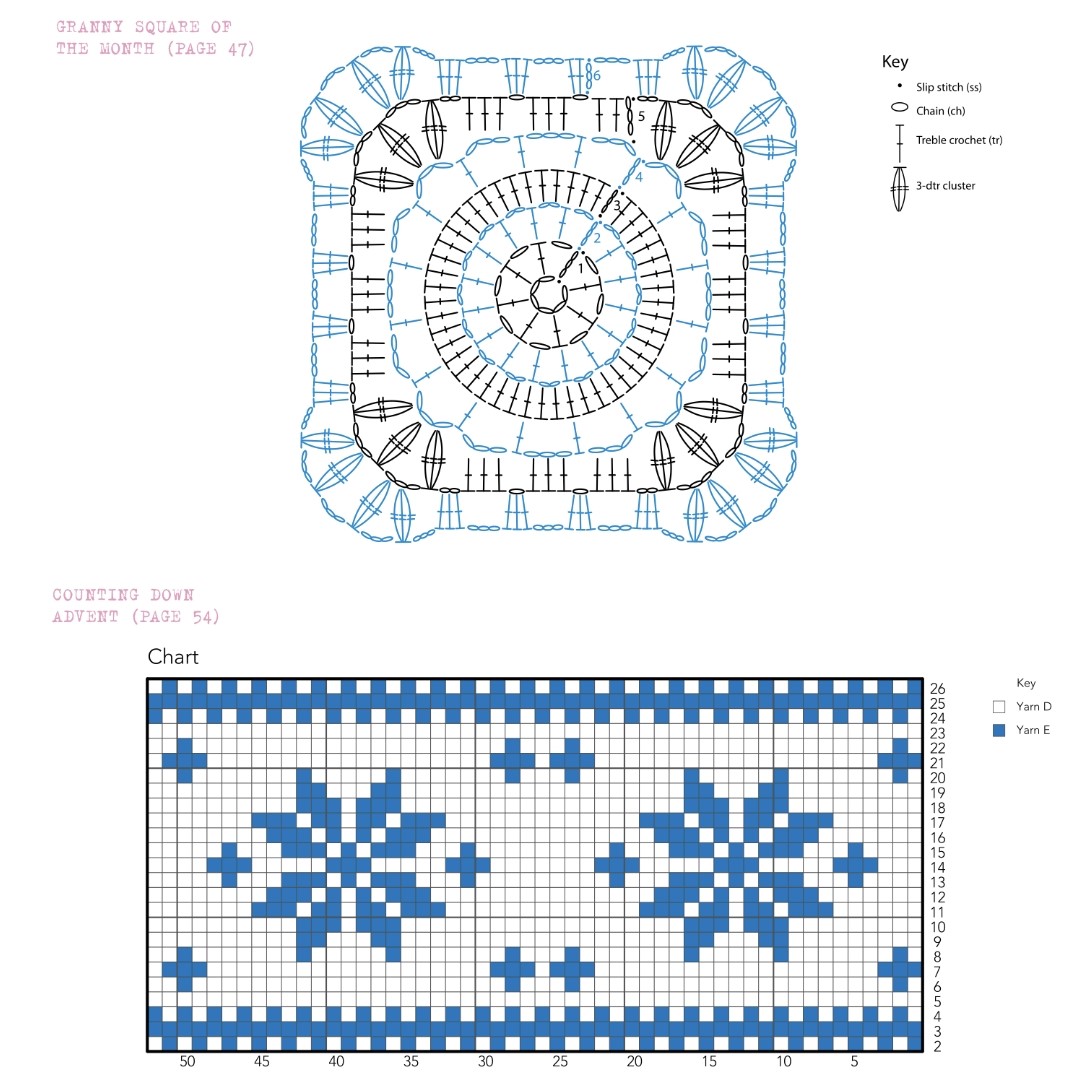 GRANNY SQUARE OF
THE MONTH (PAGE 47)
Key
Slip stitch (ss)
Chain (ch)
Treble crochet (tr)
3-dtr cluster
6
5
4
3
2
1
COUNTING DOWN
ADVENT (PAGE 54)
Chart
Key
Yarn D
Yarn E
26
25
24
23
22
21
20
19
18
17
16
15
14
13
12
11
10
9
8
7
6
5
4
3
2
50 45 40 35 30 25 20 15 10 5